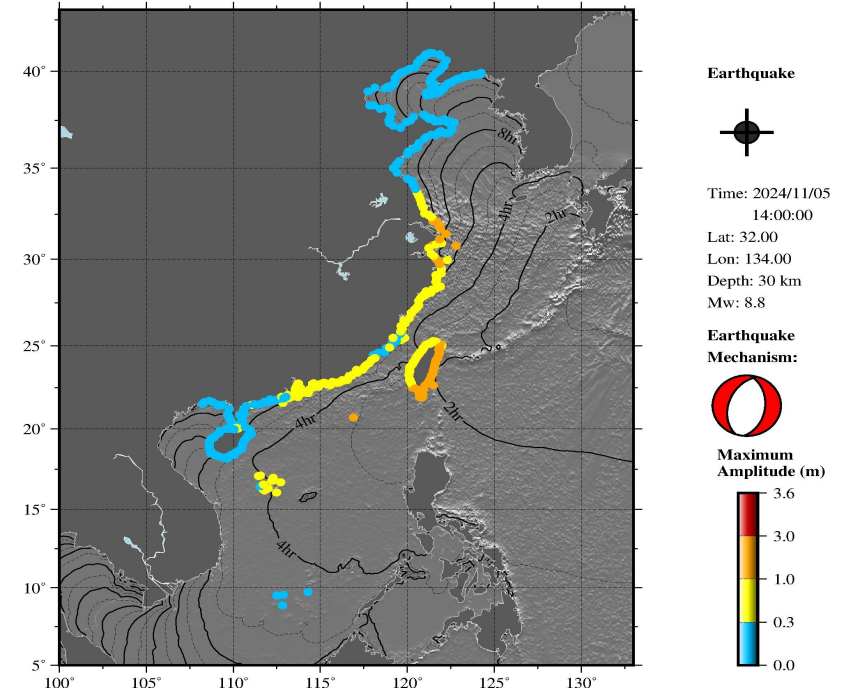 40°
35°
30°
25°
20°
15°
10°
5°
100°
105°
110°
115°
120°
125°
130°
8hr
4hr
2hr
4hr
2hr
4hr
Earthquake
Time: 2024/11/05
14:00:00
Lat: 32.00
Lon: 134.00
Depth: 30 km
Mw: 8.8
Earthquake
Mechanism:
Maximum
Amplitude (m)
3.6
3.0
1.0
0.3
0.0